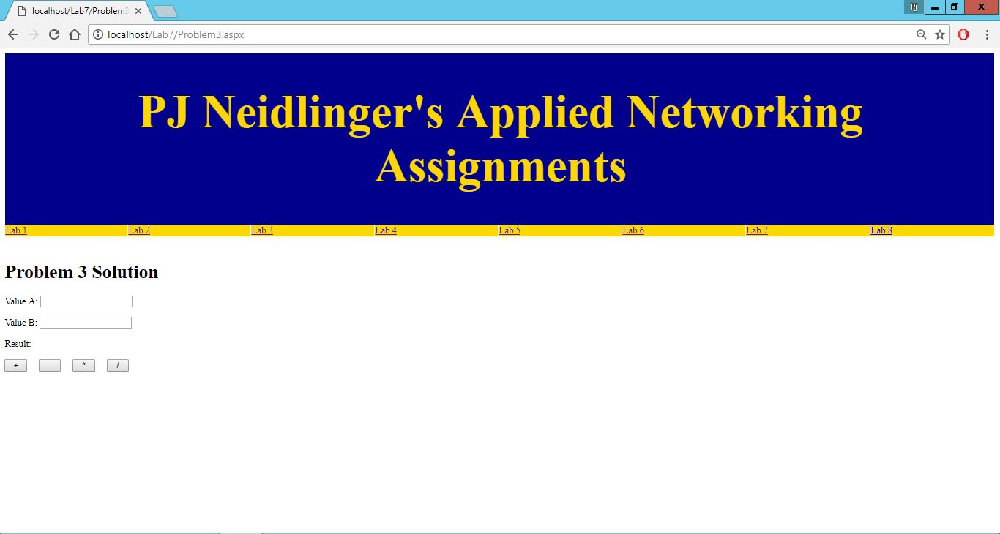 localhost/Lab7/Problem3
Pj
localhost/Lab7/Problem3.aspx
PJ Neidlinger's Applied Networking
Assignments
Lab 1 Lab 2 Lab 3 Lab 4 Lab 5 Lab 6 Lab 7 Lab 8
Problem 3 Solution
Value A:
Value B:
Result:
+ - * /